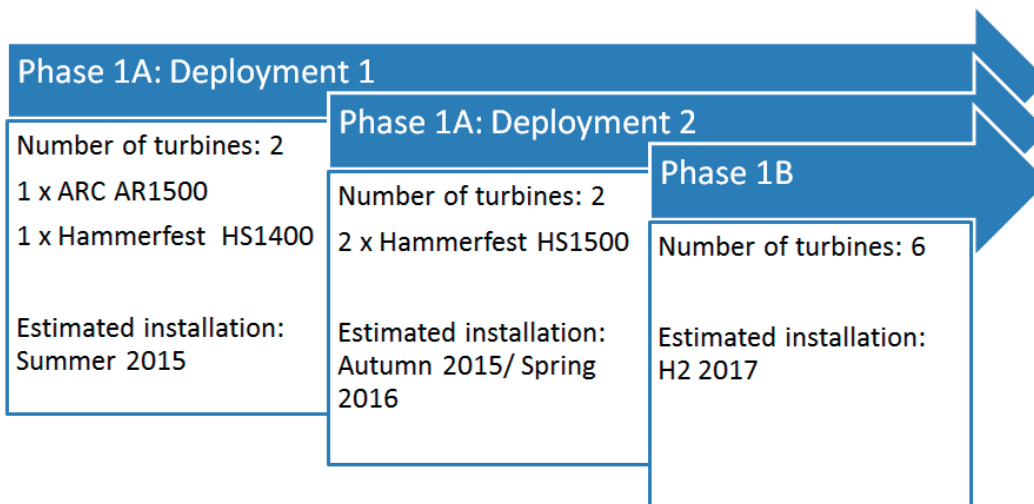 Phase 1A: Deployment 1
Number of turbines: 2
1 x ARC AR1500
1 x Hammerfest  HS1400
Estimated installation:
Summer 2015
Phase 1A: Deployment 2
Number of turbines: 2
2 x Hammerfest  HS1500
Estimated installation:
Autumn 2015/ Spring
2016
Phase 1B
Number of turbines: 6
Estimated installation:
H2 2017